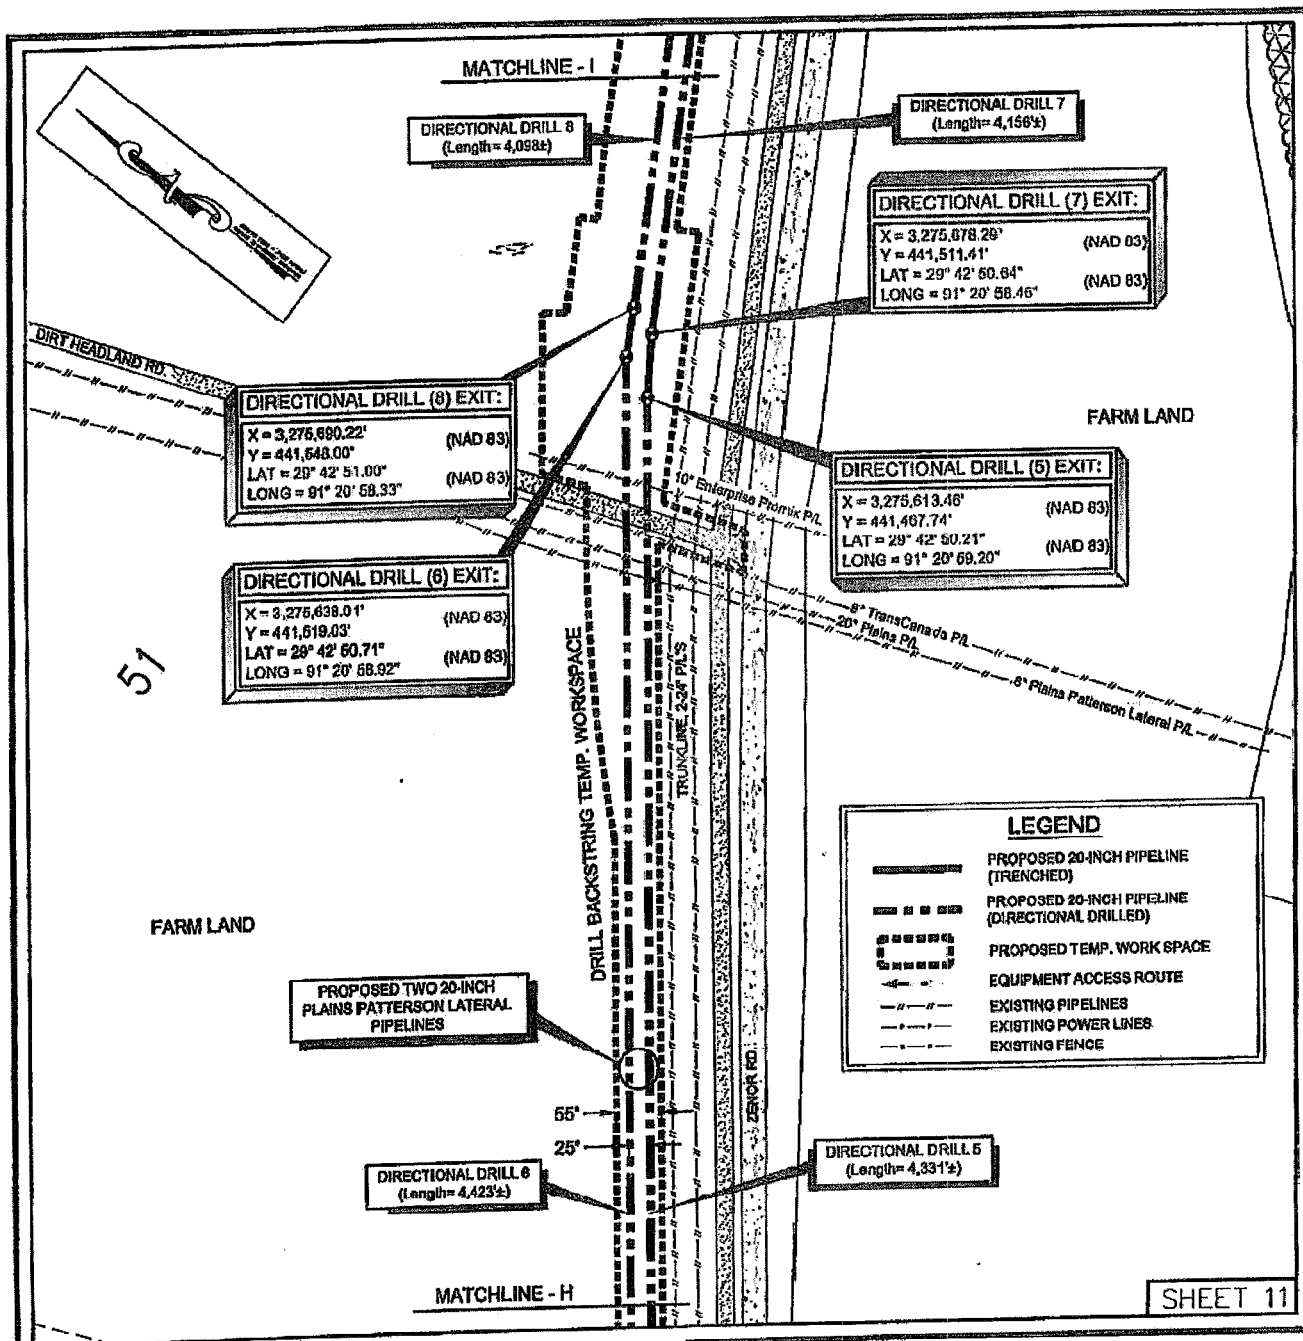 MATCHLINE - I
DIRECTIONAL DRILL 8
(Length= 4,098±)
DIRECTIONAL DRILL 7
(Length= 4,156'±)
DIRECTIONAL DRILL (7) EXIT:
X = 3,275,678.29' (NAD 83)
Y = 441,511.41'
LAT = 29° 42' 50.64" (NAD 83)
LONG = 91° 20' 58.46"
DIRT HEADLAND RD.
DIRECTIONAL DRILL (8) EXIT:
X = 3,275,690.22' (NAD 83)
Y = 441,548.00'
LAT = 29° 42' 51.00" (NAD 83)
LONG = 91° 20' 58.33"
FARM LAND
DIRECTIONAL DRILL (5) EXIT:
X = 3,275,613.46' (NAD 83)
Y = 441,467.74'
LAT = 29° 42' 50.21" (NAD 83)
LONG = 91° 20' 59.20"
10" Enterprise Promix P/L
DIRECTIONAL DRILL (6) EXIT:
X = 3,275,638.01' (NAD 83)
Y = 441,519.03'
LAT = 29° 42' 50.71" (NAD 83)
LONG = 91° 20' 58.92"
8" TransCanada P/L
20" Plains P/L
6" Plains Patterson Lateral P/L
51
DRILL BACKSTRING TEMP. WORKSPACE
TRUNKLINE, 2-24" P/L'S
LEGEND
PROPOSED 20-INCH PIPELINE
(TRENCHED)
PROPOSED 20-INCH PIPELINE
(DIRECTIONAL DRILLED)
PROPOSED TEMP. WORK SPACE
EQUIPMENT ACCESS ROUTE
EXISTING PIPELINES
EXISTING POWER LINES
EXISTING FENCE
FARM LAND
PROPOSED TWO 20-INCH
PLAINS PATTERSON LATERAL
PIPELINES
ZENOR RD.
55'
25'
DIRECTIONAL DRILL 6
(Length= 4,423'±)
DIRECTIONAL DRILL 5
(Length= 4,331'±)
MATCHLINE - H
SHEET 11